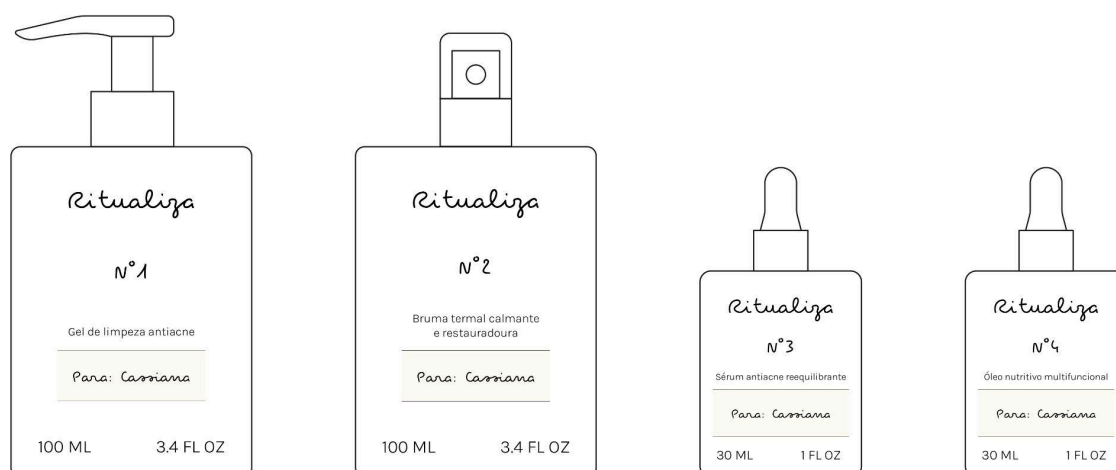 Ritualiza
N°1
Gel de limpeza antiacne
Para: Cassiana
100 ML 3.4 FL OZ
Ritualiza
N°2
Bruma termal calmante
e restauradoura
Para: Cassiana
100 ML 3.4 FL OZ
Ritualiza
N°3
Sérum antiacne reequilibrante
Para: Cassiana
30 ML 1 FL OZ
Ritualiza
N°4
Óleo nutritivo multifuncional
Para: Cassiana
30 ML 1 FL OZ